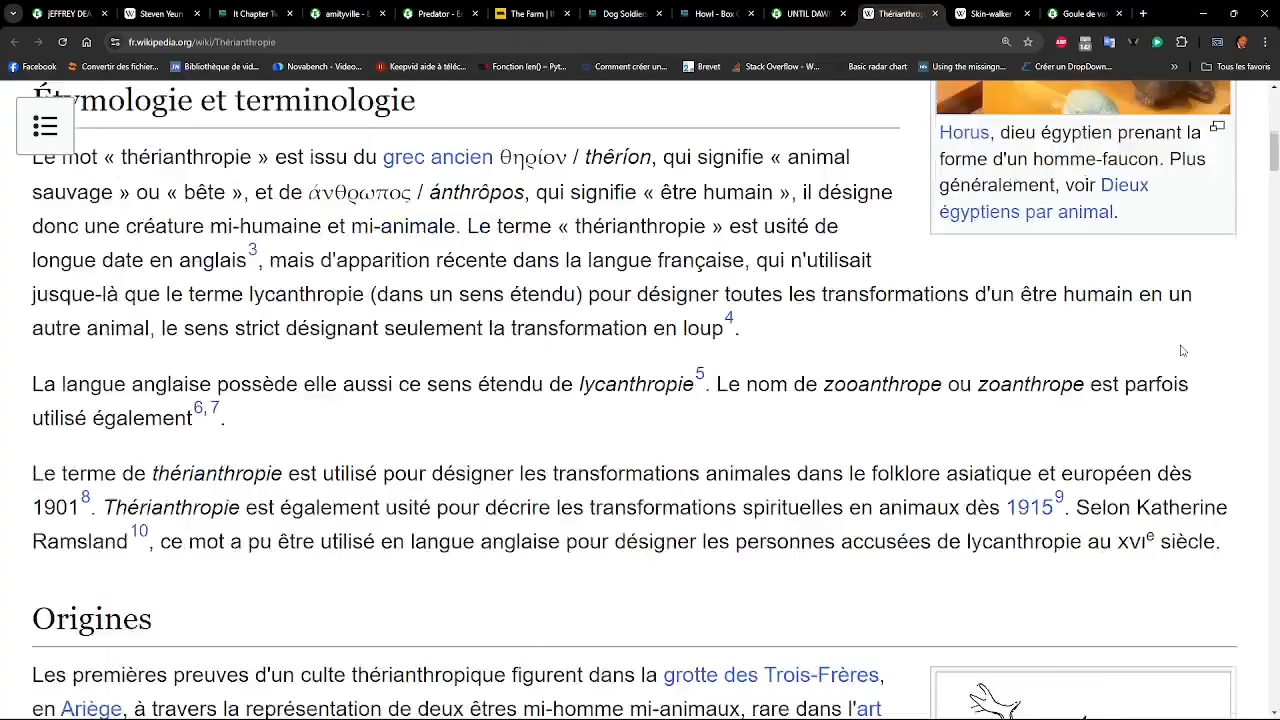 JEFFREY DEA
Steven Yeun
It Chapter T
amityville - E
Predator - E
The Farm | I
Dog Soldiers
Howl - Box O
UNTIL DAW
Thérianthrop
Skin-walker
Goule de va
fr.wikipedia.org/wiki/Thérianthropie
Facebook
Convertir des fichier...
Bibliothèque de vid...
Novabench - Video...
Keepvid aide à téléc...
Fonction len() – Pyt...
Comment créer un...
Brevet
Stack Overflow - W...
Basic radar chart
Using the missingn...
Créer un DropDown...
Tous les favoris
Étymologie et terminologie
Le mot « thérianthropie » est issu du grec ancien θηρίον / thêríon, qui signifie « animal
sauvage » ou « bête », et de άνθρωπος / ánthrôpos, qui signifie « être humain », il désigne
donc une créature mi-humaine et mi-animale. Le terme « thérianthropie » est usité de
longue date en anglais3, mais d'apparition récente dans la langue française, qui n'utilisait
jusque-là que le terme lycanthropie (dans un sens étendu) pour désigner toutes les transformations d'un être humain en un
autre animal, le sens strict désignant seulement la transformation en loup4.
La langue anglaise possède elle aussi ce sens étendu de lycanthropie5. Le nom de zooanthrope ou zoanthrope est parfois
utilisé également6,7.
Le terme de thérianthropie est utilisé pour désigner les transformations animales dans le folklore asiatique et européen dès
19018. Thérianthropie est également usité pour décrire les transformations spirituelles en animaux dès 19159. Selon Katherine
Ramsland10, ce mot a pu être utilisé en langue anglaise pour désigner les personnes accusées de lycanthropie au XVIe siècle.
Horus, dieu égyptien prenant la
forme d'un homme-faucon. Plus
généralement, voir Dieux
égyptiens par animal.
Origines
Les premières preuves d'un culte thérianthropique figurent dans la grotte des Trois-Frères,
en Ariège, à travers la représentation de deux êtres mi-homme mi-animaux, rare dans l'art